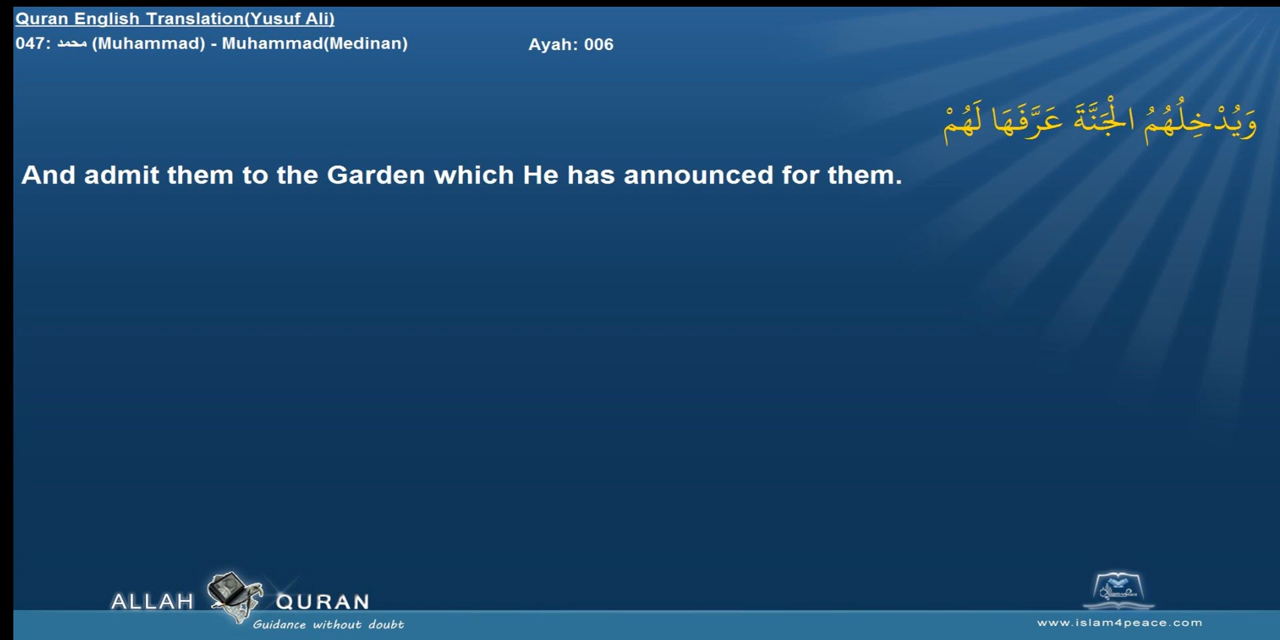 Quran English Translation(Yusuf Ali)
047: محمد (Muhammad) - Muhammad(Medinan) Ayah: 006
وَيُدْخِلُهُمُ الْجَنَّةَ عَرَّفَهَا لَهُمْ
And admit them to the Garden which He has announced for them.
ALLAH QURAN
Guidance without doubt
www.islam4peace.com